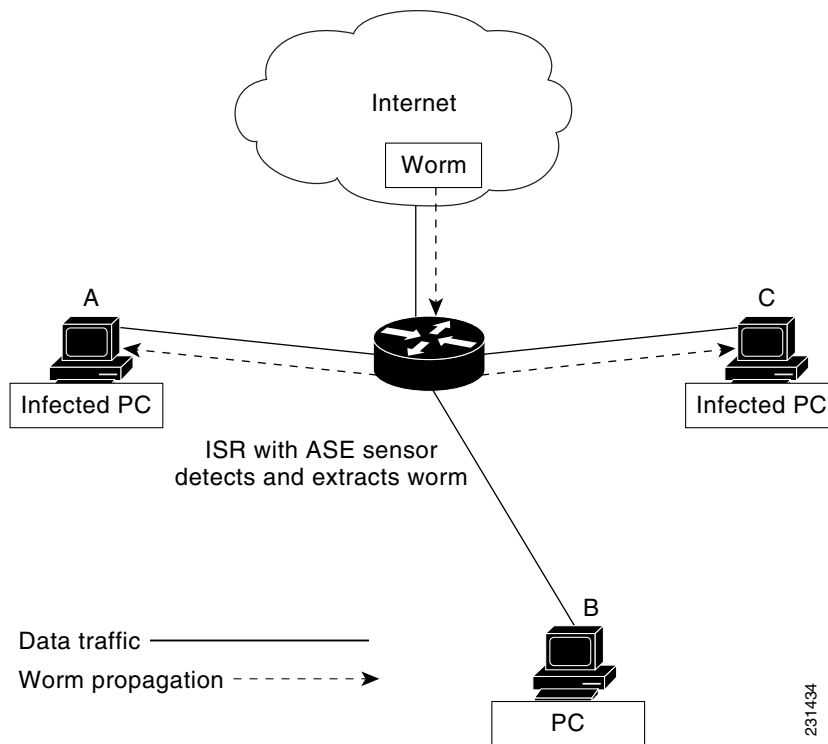 Internet
Worm
A
C
Infected PC
Infected PC
ISR with ASE sensor
detects and extracts worm
B
Data traffic
Worm propagation
PC
231434